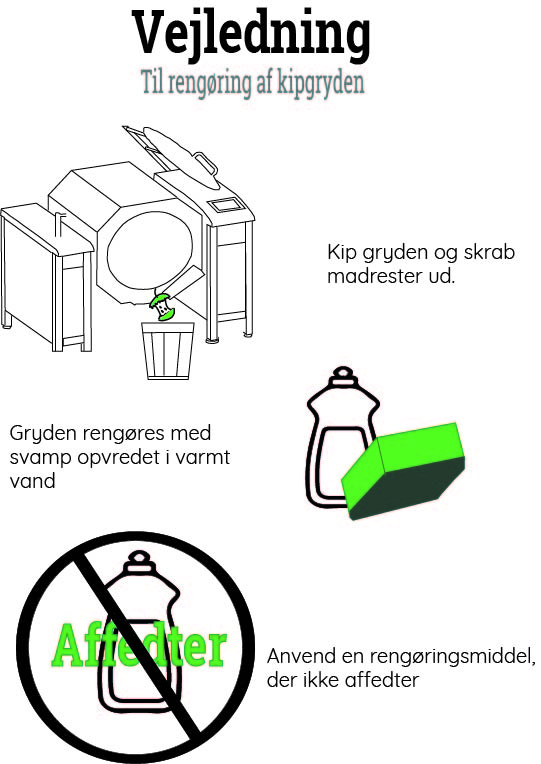 Vejledning
Til rengøring af kipgryden
Kip gryden og skrab
madrester ud.
Gryden rengøres med
svamp opvredet i varmt
vand
Affedter
Anvend en rengøringsmiddel,
der ikke affedter